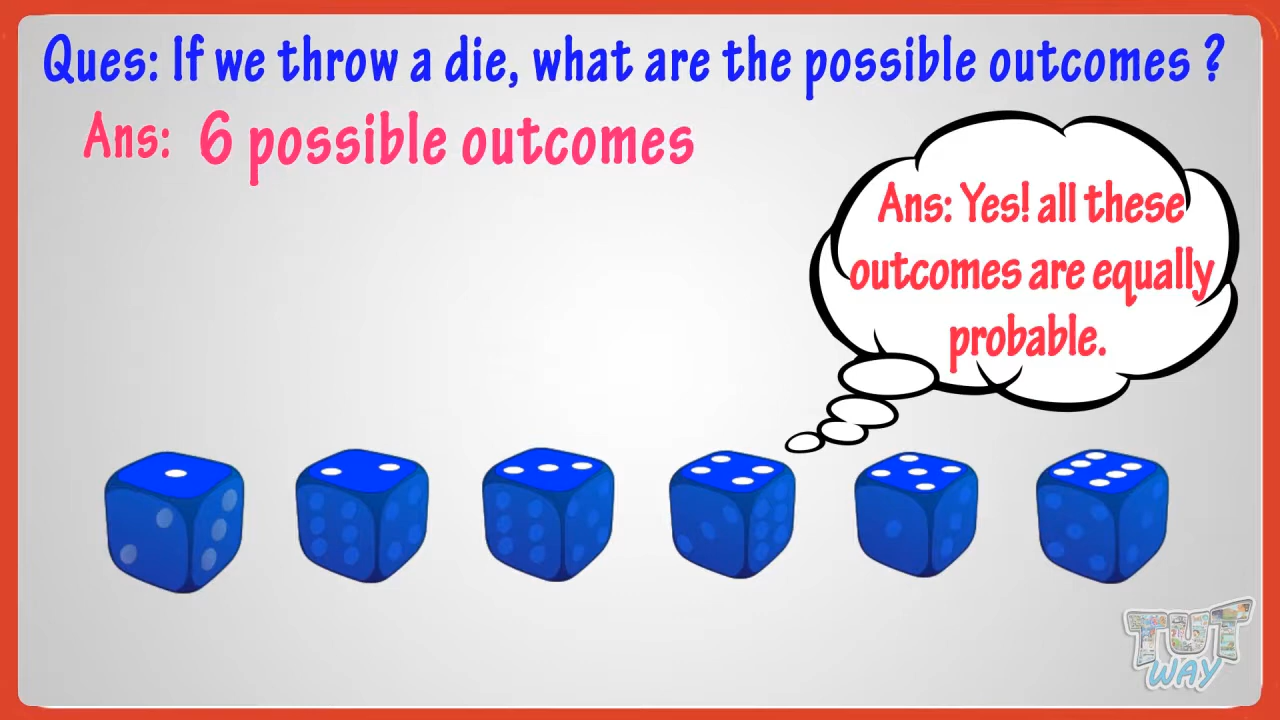 Ques: If we throw a die, what are the possible outcomes ?
Ans: 6 possible outcomes
Ans: Yes! all these
outcomes are equally
probable.
TUT
WAY